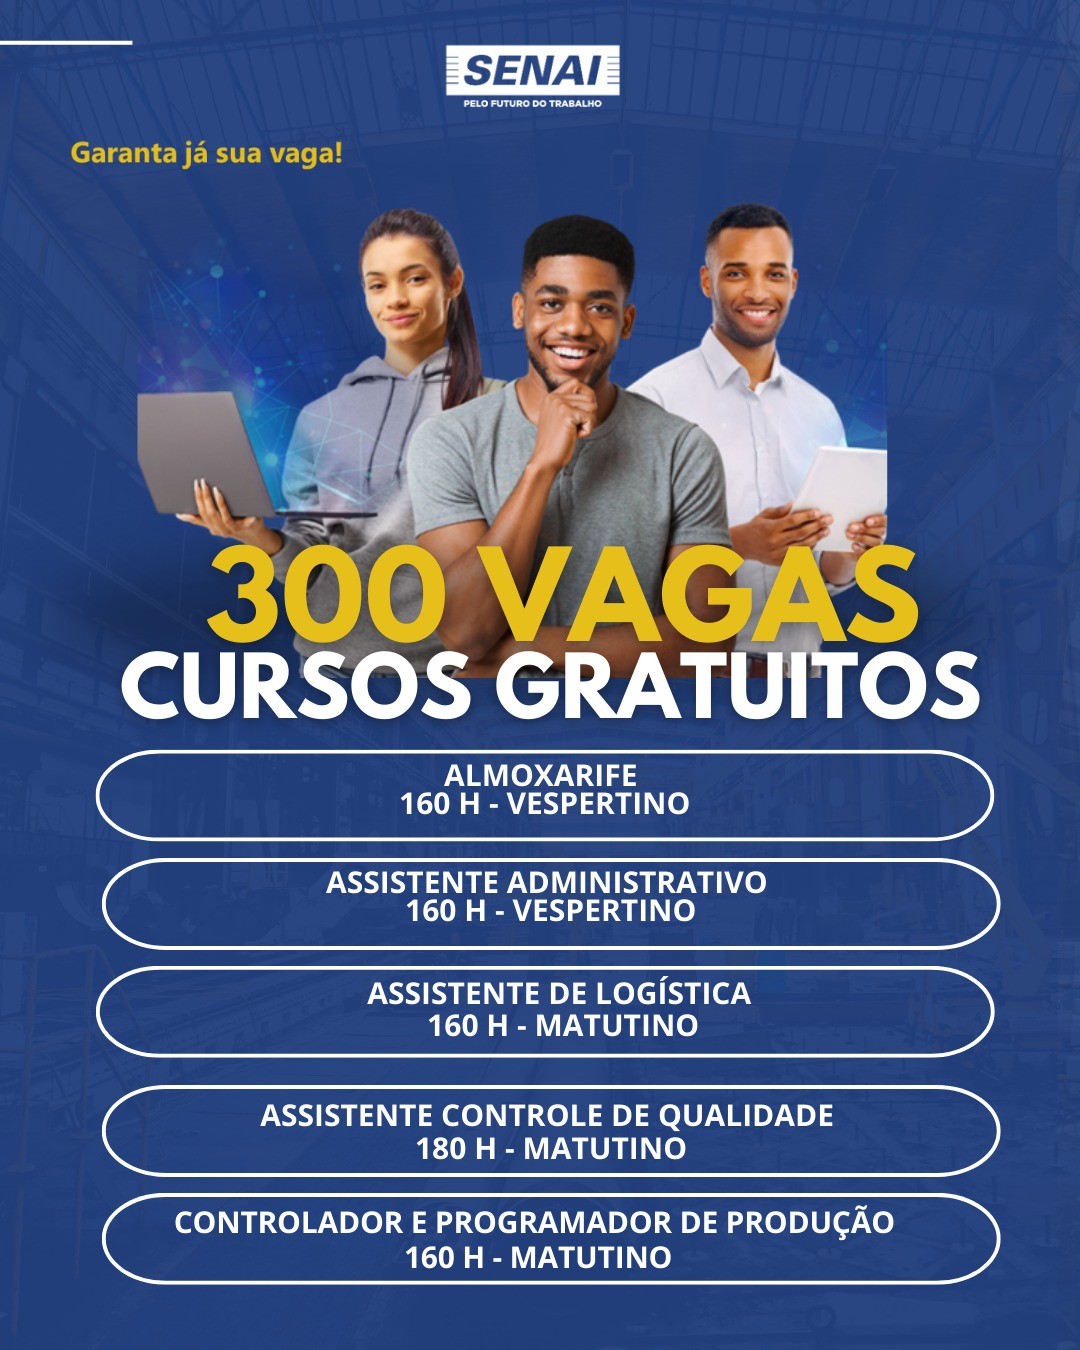 SENAI
PELO FUTURO DO TRABALHO
Garanta já sua vaga!
300 VAGAS
CURSOS GRATUITOS
ALMOXARIFE
160 H - VESPERTINO
ASSISTENTE ADMINISTRATIVO
160 H - VESPERTINO
ASSISTENTE DE LOGÍSTICA
160 H - MATUTINO
ASSISTENTE CONTROLE DE QUALIDADE
180 H - MATUTINO
CONTROLADOR E PROGRAMADOR DE PRODUÇÃO
160 H - MATUTINO